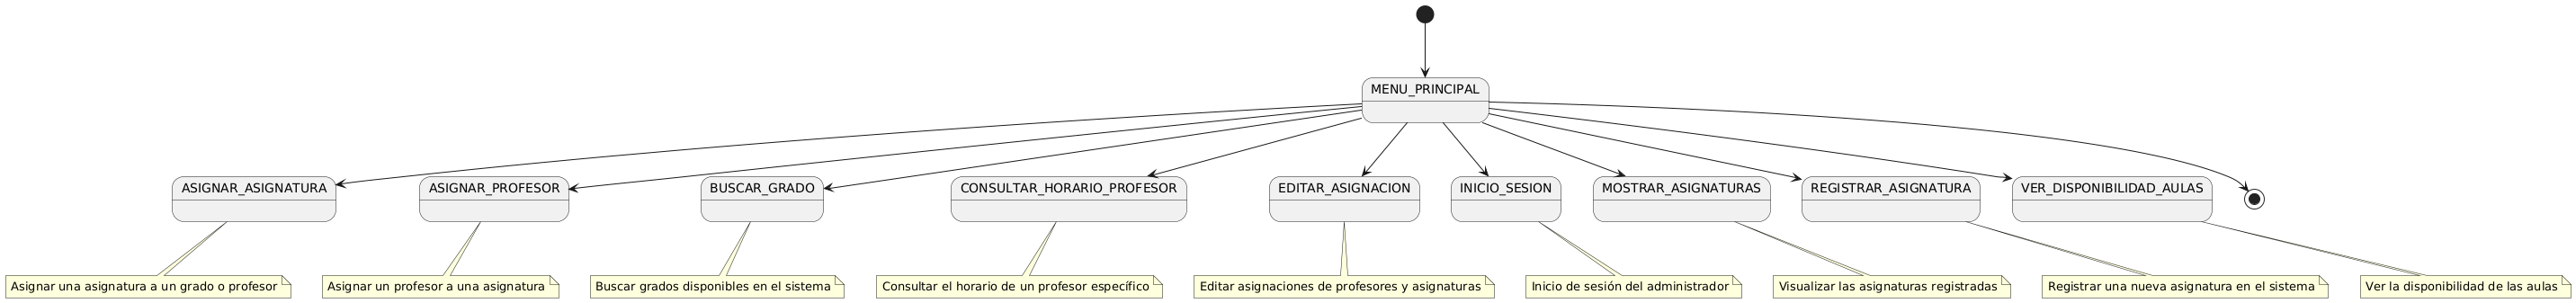 MENU_PRINCIPAL
ASIGNAR_ASIGNATURA
ASIGNAR_PROFESOR
BUSCAR_GRADO
CONSULTAR_HORARIO_PROFESOR
EDITAR_ASIGNACION
INICIO_SESION
MOSTRAR_ASIGNATURAS
REGISTRAR_ASIGNATURA
VER_DISPONIBILIDAD_AULAS
Asignar una asignatura a un grado o profesor
Asignar un profesor a una asignatura
Buscar grados disponibles en el sistema
Consultar el horario de un profesor específico
Editar asignaciones de profesores y asignaturas
Inicio de sesión del administrador
Visualizar las asignaturas registradas
Registrar una nueva asignatura en el sistema
Ver la disponibilidad de las aulas